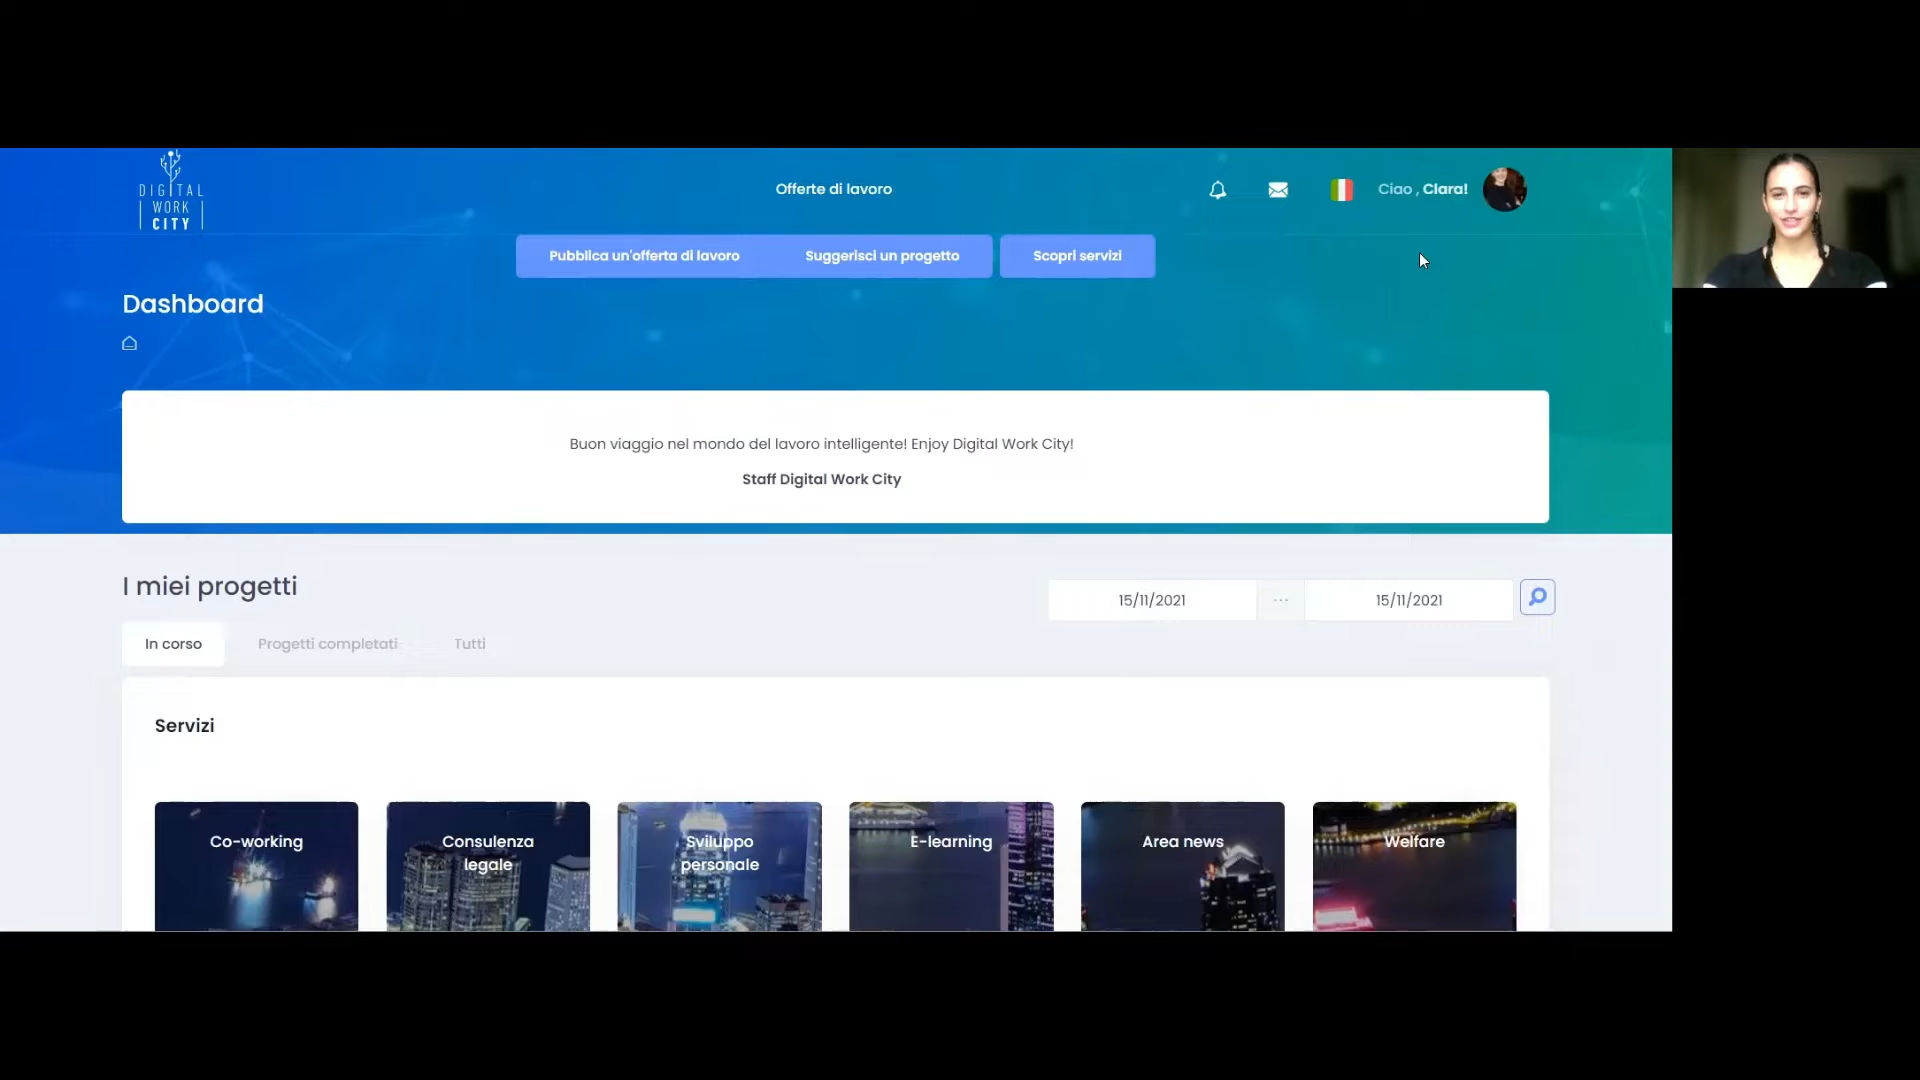 DIGITAL
WORK
CITY
Offerte di lavoro
Ciao , Clara!
Pubblica un'offerta di lavoro
Suggerisci un progetto
Scopri servizi
Dashboard
Buon viaggio nel mondo del lavoro intelligente! Enjoy Digital Work City!
Staff Digital Work City
I miei progetti
15/11/2021
...
15/11/2021
In corso
Progetti completati
Tutti
Servizi
Co-working
Consulenza
legale
Sviluppo
personale
E-learning
Area news
Welfare